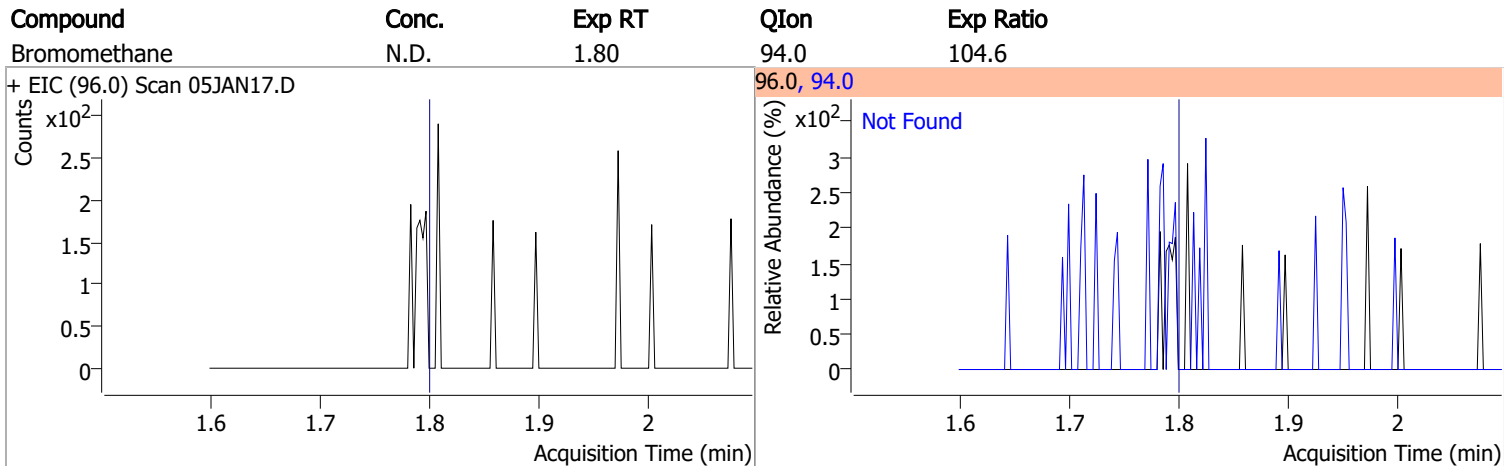 Compound Conc. Exp RT QIon Exp Ratio
Bromomethane N.D. 1.80 94.0 104.6
+ EIC (96.0) Scan 05JAN17.D
Counts
x10²
2.5
2
1.5
1
0.5
0
1.6 1.7 1.8 1.9 2
Acquisition Time (min)
96.0, 94.0
Relative Abundance (%)
x10²
Not Found
3
2.5
2
1.5
1
0.5
0
1.6 1.7 1.8 1.9 2
Acquisition Time (min)